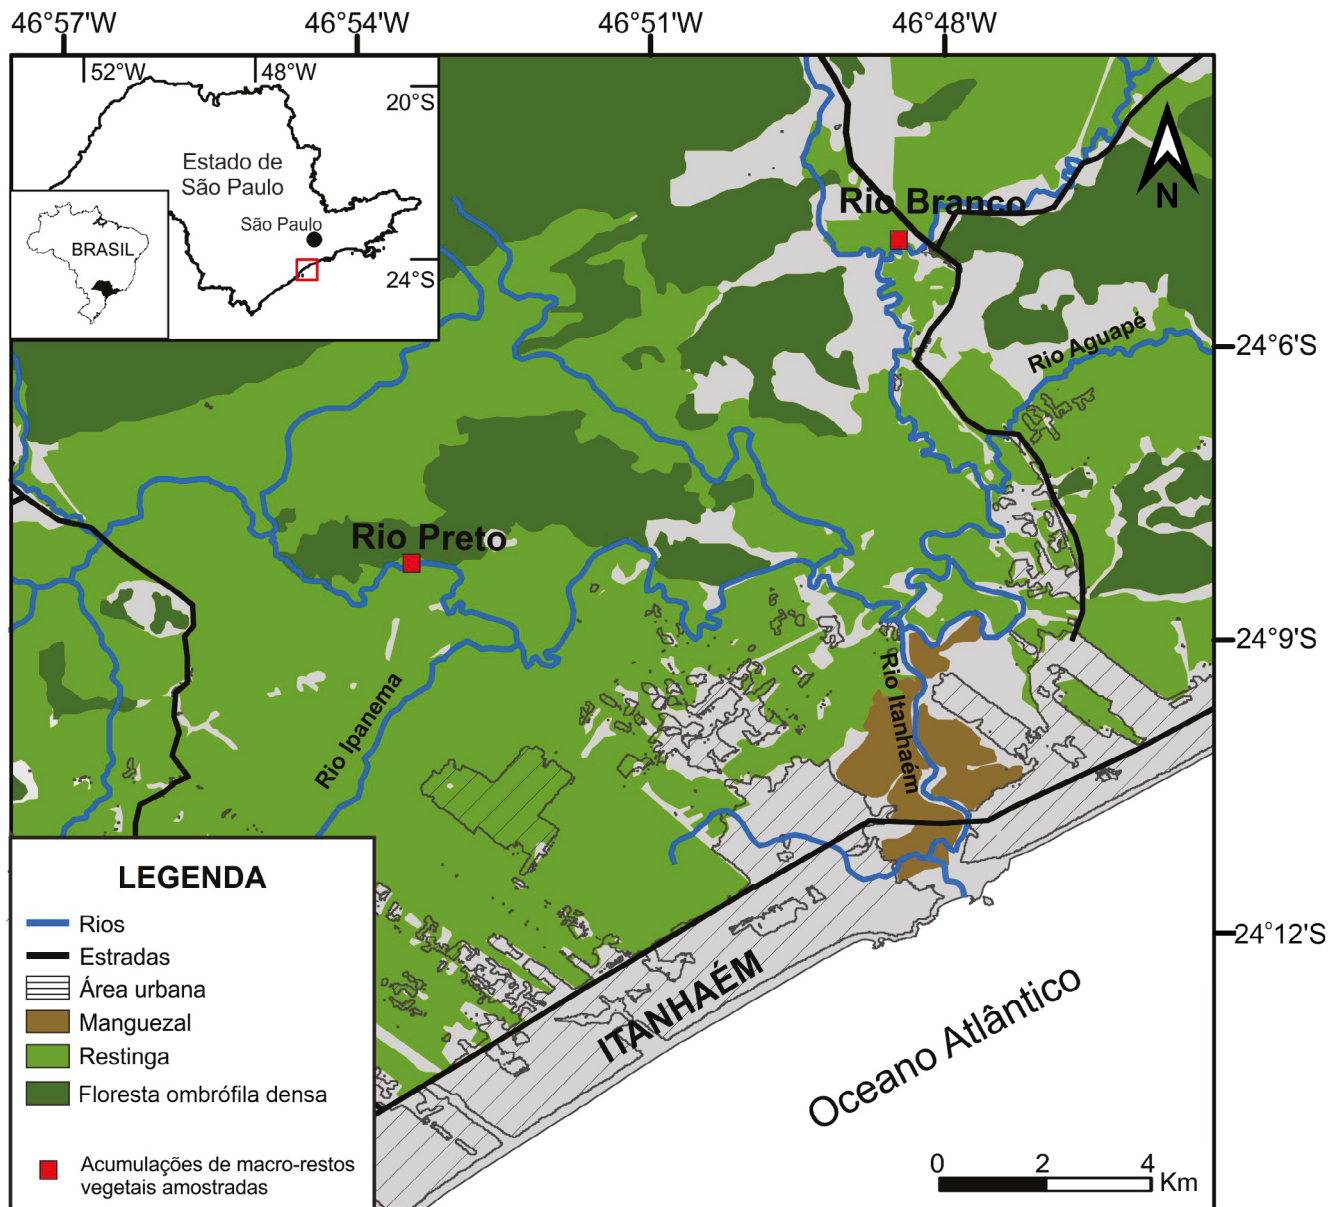 46°57'W
46°54'W
46°51'W
46°48'W
52°W
48°W
20°S
Estado de
São Paulo
São Paulo
BRASIL
24°S
N
Rio Branco
Rio Aguapé
24°6'S
Rio Preto
24°9'S
Rio Itanhaém
Rio Ipanema
24°12'S
ITANHAÉM
Oceano Atlântico
LEGENDA
Rios
Estradas
Área urbana
Manguezal
Restinga
Floresta ombrófila densa
Acumulações de macro-restos
vegetais amostradas
0 2 4
Km